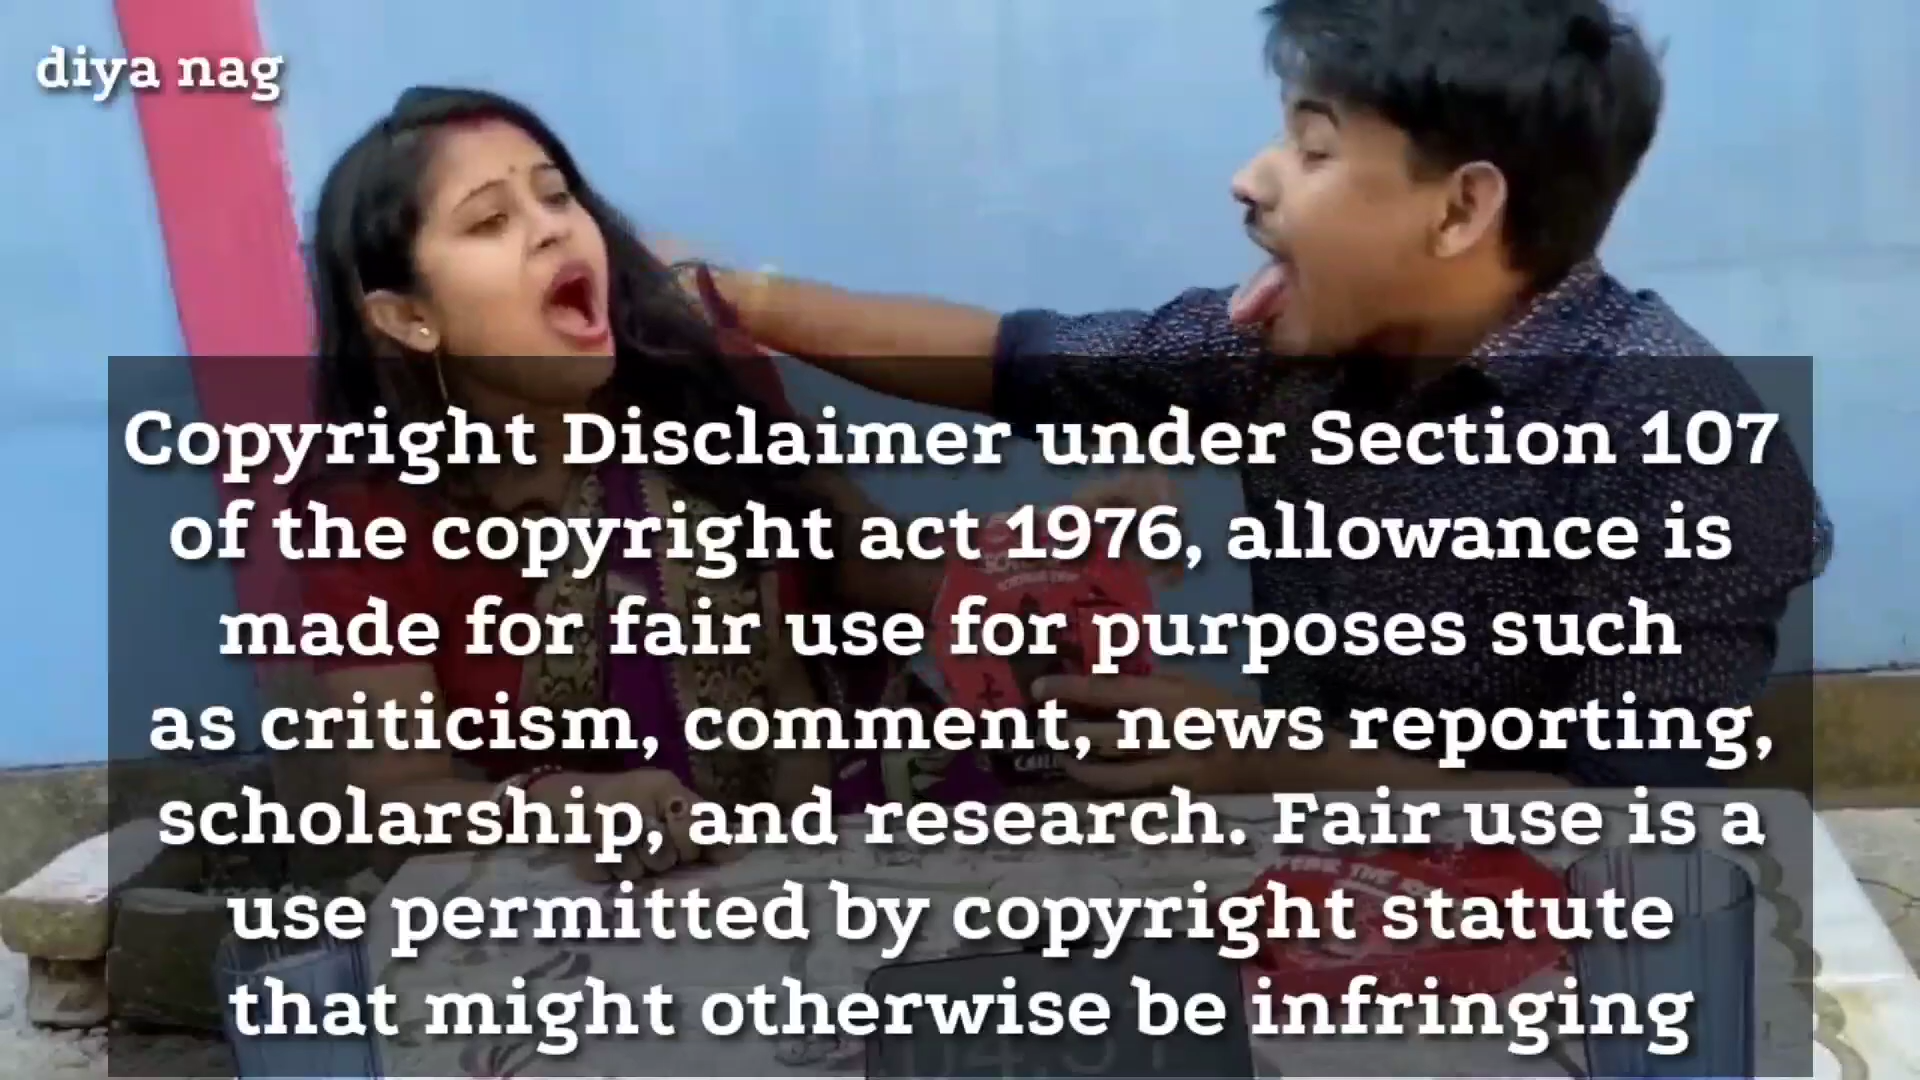 diya nag
Copyright Disclaimer under Section 107
of the copyright act 1976, allowance is
made for fair use for purposes such
as criticism, comment, news reporting,
scholarship, and research. Fair use is a
use permitted by copyright statute
that might otherwise be infringing